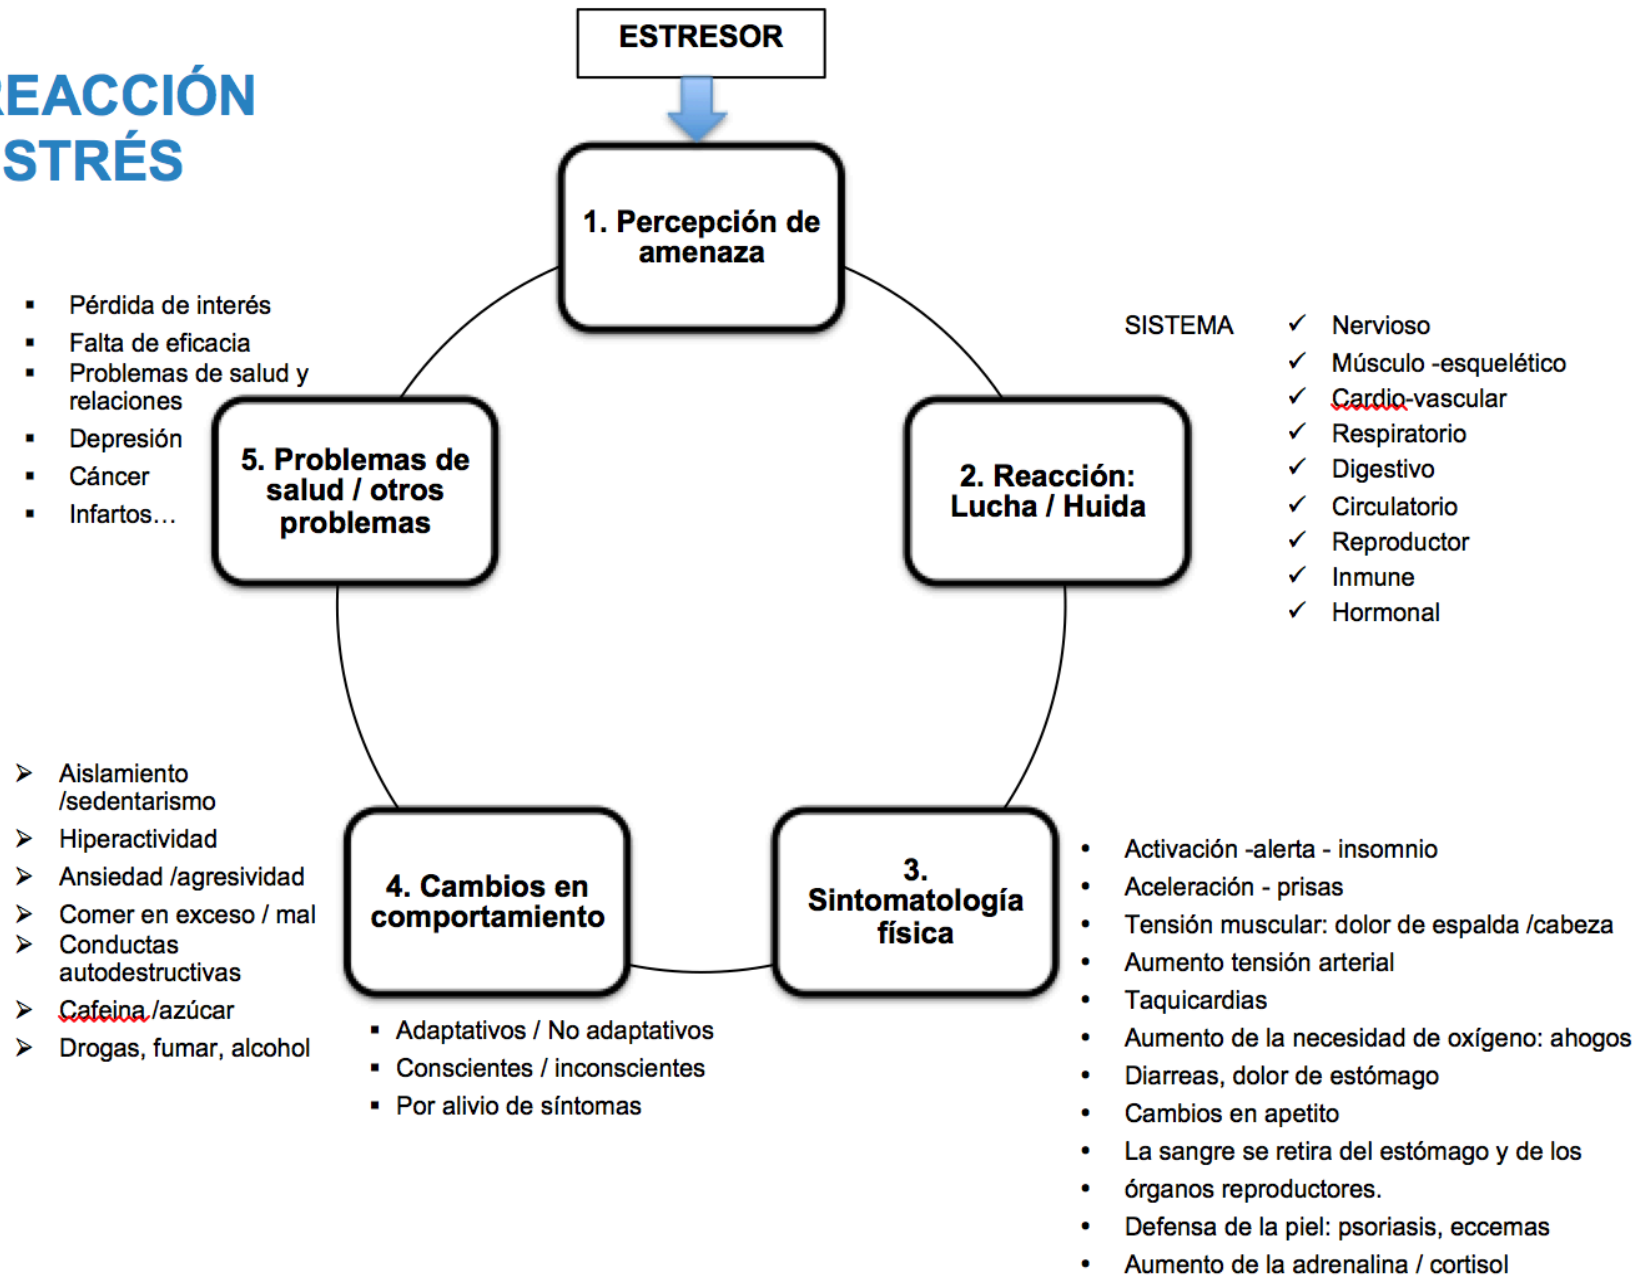 ESTRESOR
REACCIÓN
STRÉS
1. Percepción de
amenaza
SISTEMA
✓ Nervioso
✓ Músculo -esquelético
✓ Cardio-vascular
✓ Respiratorio
✓ Digestivo
✓ Circulatorio
✓ Reproductor
✓ Inmune
✓ Hormonal
2. Reacción:
Lucha / Huida
▪ Pérdida de interés
▪ Falta de eficacia
▪ Problemas de salud y
relaciones
▪ Depresión
▪ Cáncer
▪ Infartos...
5. Problemas de
salud / otros
problemas
➢ Aislamiento
/sedentarismo
➢ Hiperactividad
➢ Ansiedad /agresividad
➢ Comer en exceso / mal
➢ Conductas
autodestructivas
➢ Cafeina /azúcar
➢ Drogas, fumar, alcohol
4. Cambios en
comportamiento
▪ Adaptativos / No adaptativos
▪ Conscientes / inconscientes
▪ Por alivio de síntomas
3.
Sintomatología
física
• Activación -alerta - insomnio
• Aceleración - prisas
• Tensión muscular: dolor de espalda /cabeza
• Aumento tensión arterial
• Taquicardias
• Aumento de la necesidad de oxígeno: ahogos
• Diarreas, dolor de estómago
• Cambios en apetito
• La sangre se retira del estómago y de los
• órganos reproductores.
• Defensa de la piel: psoriasis, eccemas
• Aumento de la adrenalina / cortisol